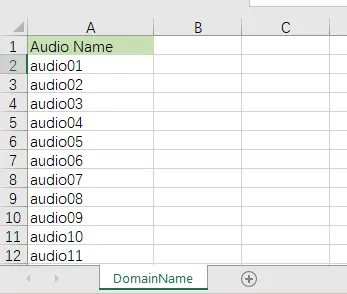 A B C
1 Audio Name
2 audio01
3 audio02
4 audio03
5 audio04
6 audio05
7 audio06
8 audio07
9 audio08
10 audio09
11 audio10
12 audio11
DomainName